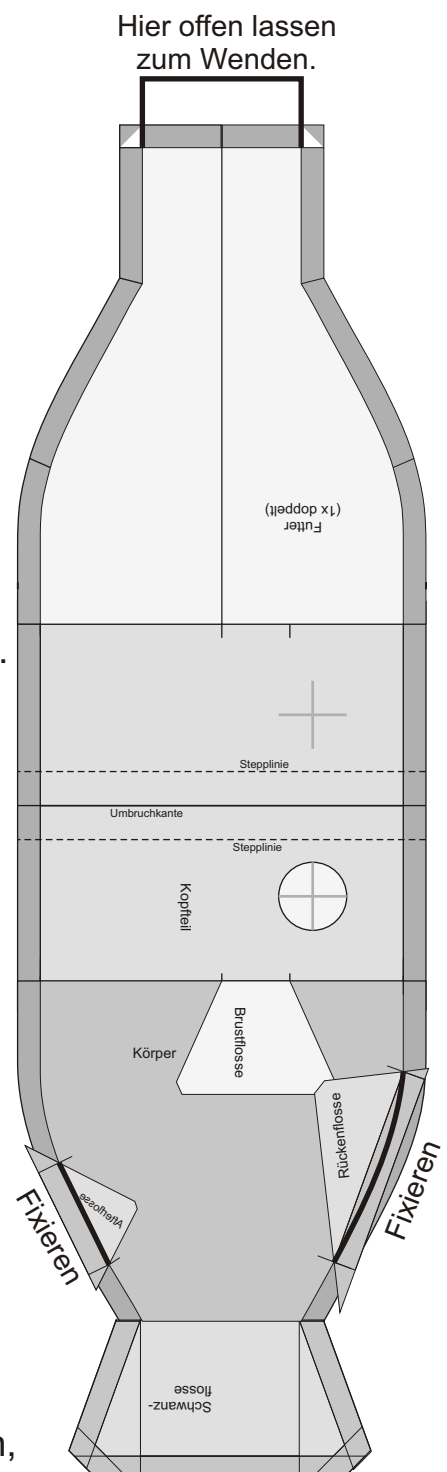 Hier offen lassen
zum Wenden.
Futter
(1x doppelt)
.
Stepplinie
Umbruchkante
Stepplinie
Kopfteil
Brustflosse
Körper
Rückenflosse
Afterflosse
Fixieren
Fixieren
Schwanz-
flosse
,